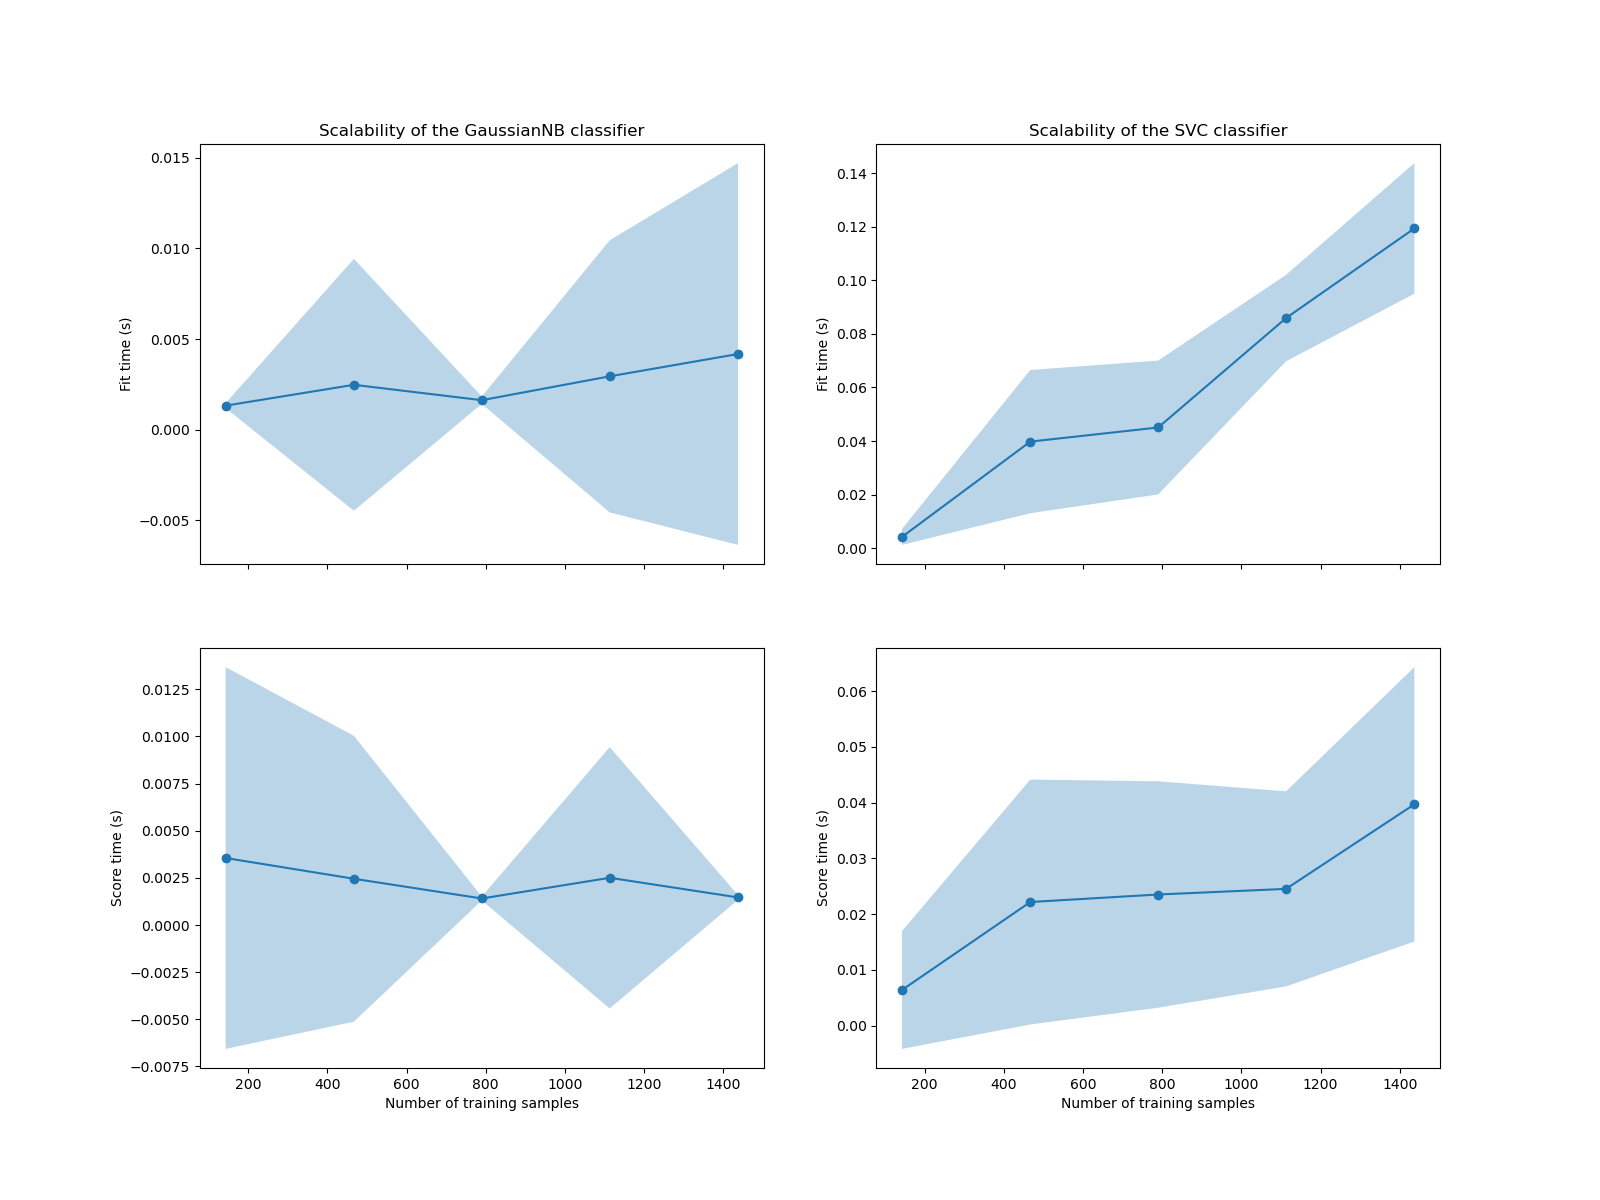 Scalability of the GaussianNB classifier
0.015
0.010
0.005
0.000
−0.005
Fit time (s)
Scalability of the SVC classifier
0.14
0.12
0.10
0.08
0.06
0.04
0.02
0.00
Fit time (s)
0.0125
0.0100
0.0075
0.0050
0.0025
0.0000
−0.0025
−0.0050
−0.0075
Score time (s)
200 400 600 800 1000 1200 1400
Number of training samples
0.06
0.05
0.04
0.03
0.02
0.01
0.00
Score time (s)
200 400 600 800 1000 1200 1400
Number of training samples